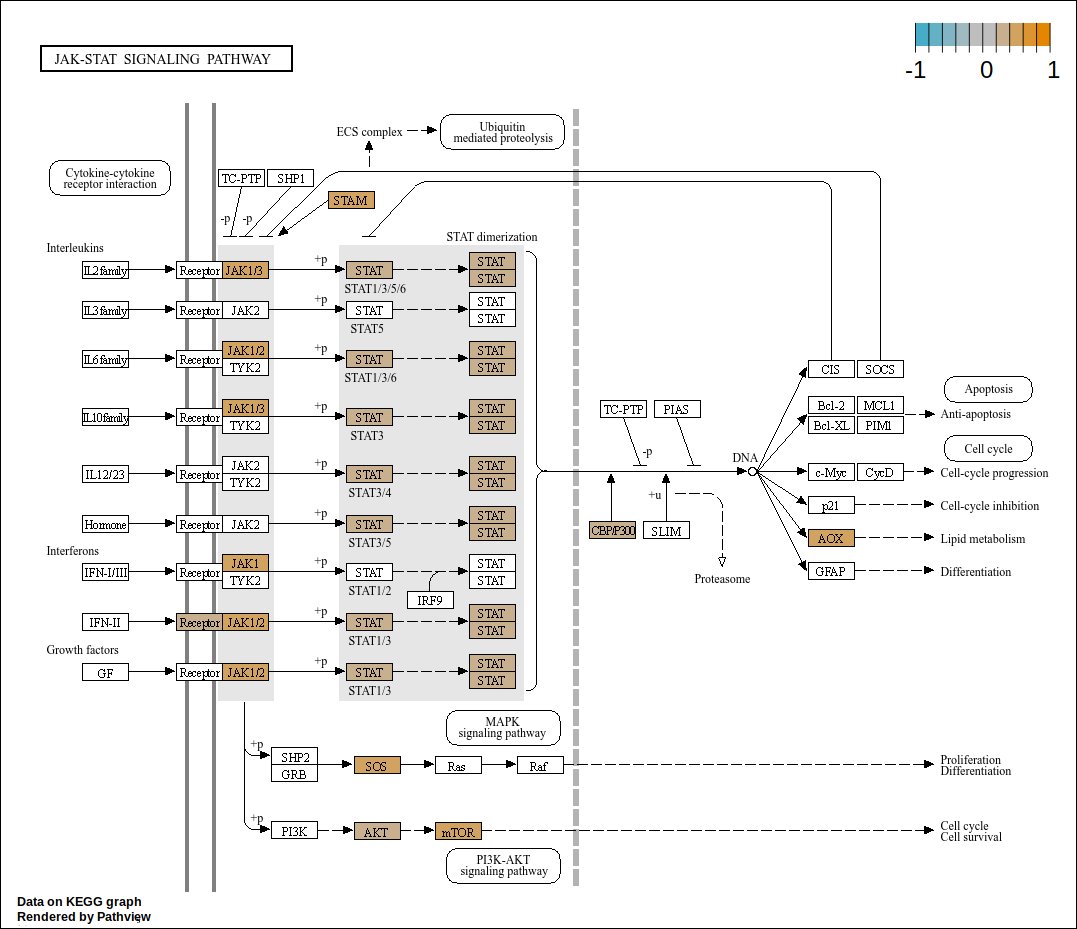 JAK-STAT SIGNALING PATHWAY
-1 0 1
ECS complex
Ubiquitin
mediated proteolysis
Cytokine-cytokine
receptor interaction
TC-PTP SHP1
STAM
-p -p
STAT dimerization
Interleukins
IL2family Receptor JAK1/3 +p STAT STAT
STAT
STAT1/3/5/6
IL3family Receptor JAK2 +p STAT STAT
STAT
STAT5
IL6family Receptor JAK1/2 +p STAT STAT
TYK2 STAT
STAT1/3/6
CIS SOCS
Apoptosis
IL10family Receptor JAK1/3 +p STAT STAT
TYK2 STAT
STAT3
TC-PTP PIAS
Bcl-2 MCL1
Anti-apoptosis
Bcl-XL PIM1
Cell cycle
-p
DNA
IL12/23 Receptor JAK2 +p STAT STAT
TYK2 STAT
STAT3/4
c-Myc CycD Cell-cycle progression
+u
p21 Cell-cycle inhibition
Hormone Receptor JAK2 +p STAT STAT
STAT
STAT3/5
CBP/P300 SLIM
AOX Lipid metabolism
Interferons
IFN-I/III Receptor JAK1 +p STAT STAT
TYK2 STAT
STAT1/2
IRF9
GFAP Differentiation
Proteasome
IFN-II Receptor JAK1/2 +p STAT STAT
STAT
STAT1/3
Growth factors
GF Receptor JAK1/2 +p STAT STAT
STAT
STAT1/3
MAPK
signaling pathway
+p
SHP2
GRB
SOS Ras Raf
Proliferation
Differentiation
+p
PI3K AKT mTOR
Cell cycle
Cell survival
PI3K-AKT
signaling pathway
Data on KEGG graph
Rendered by Pathview